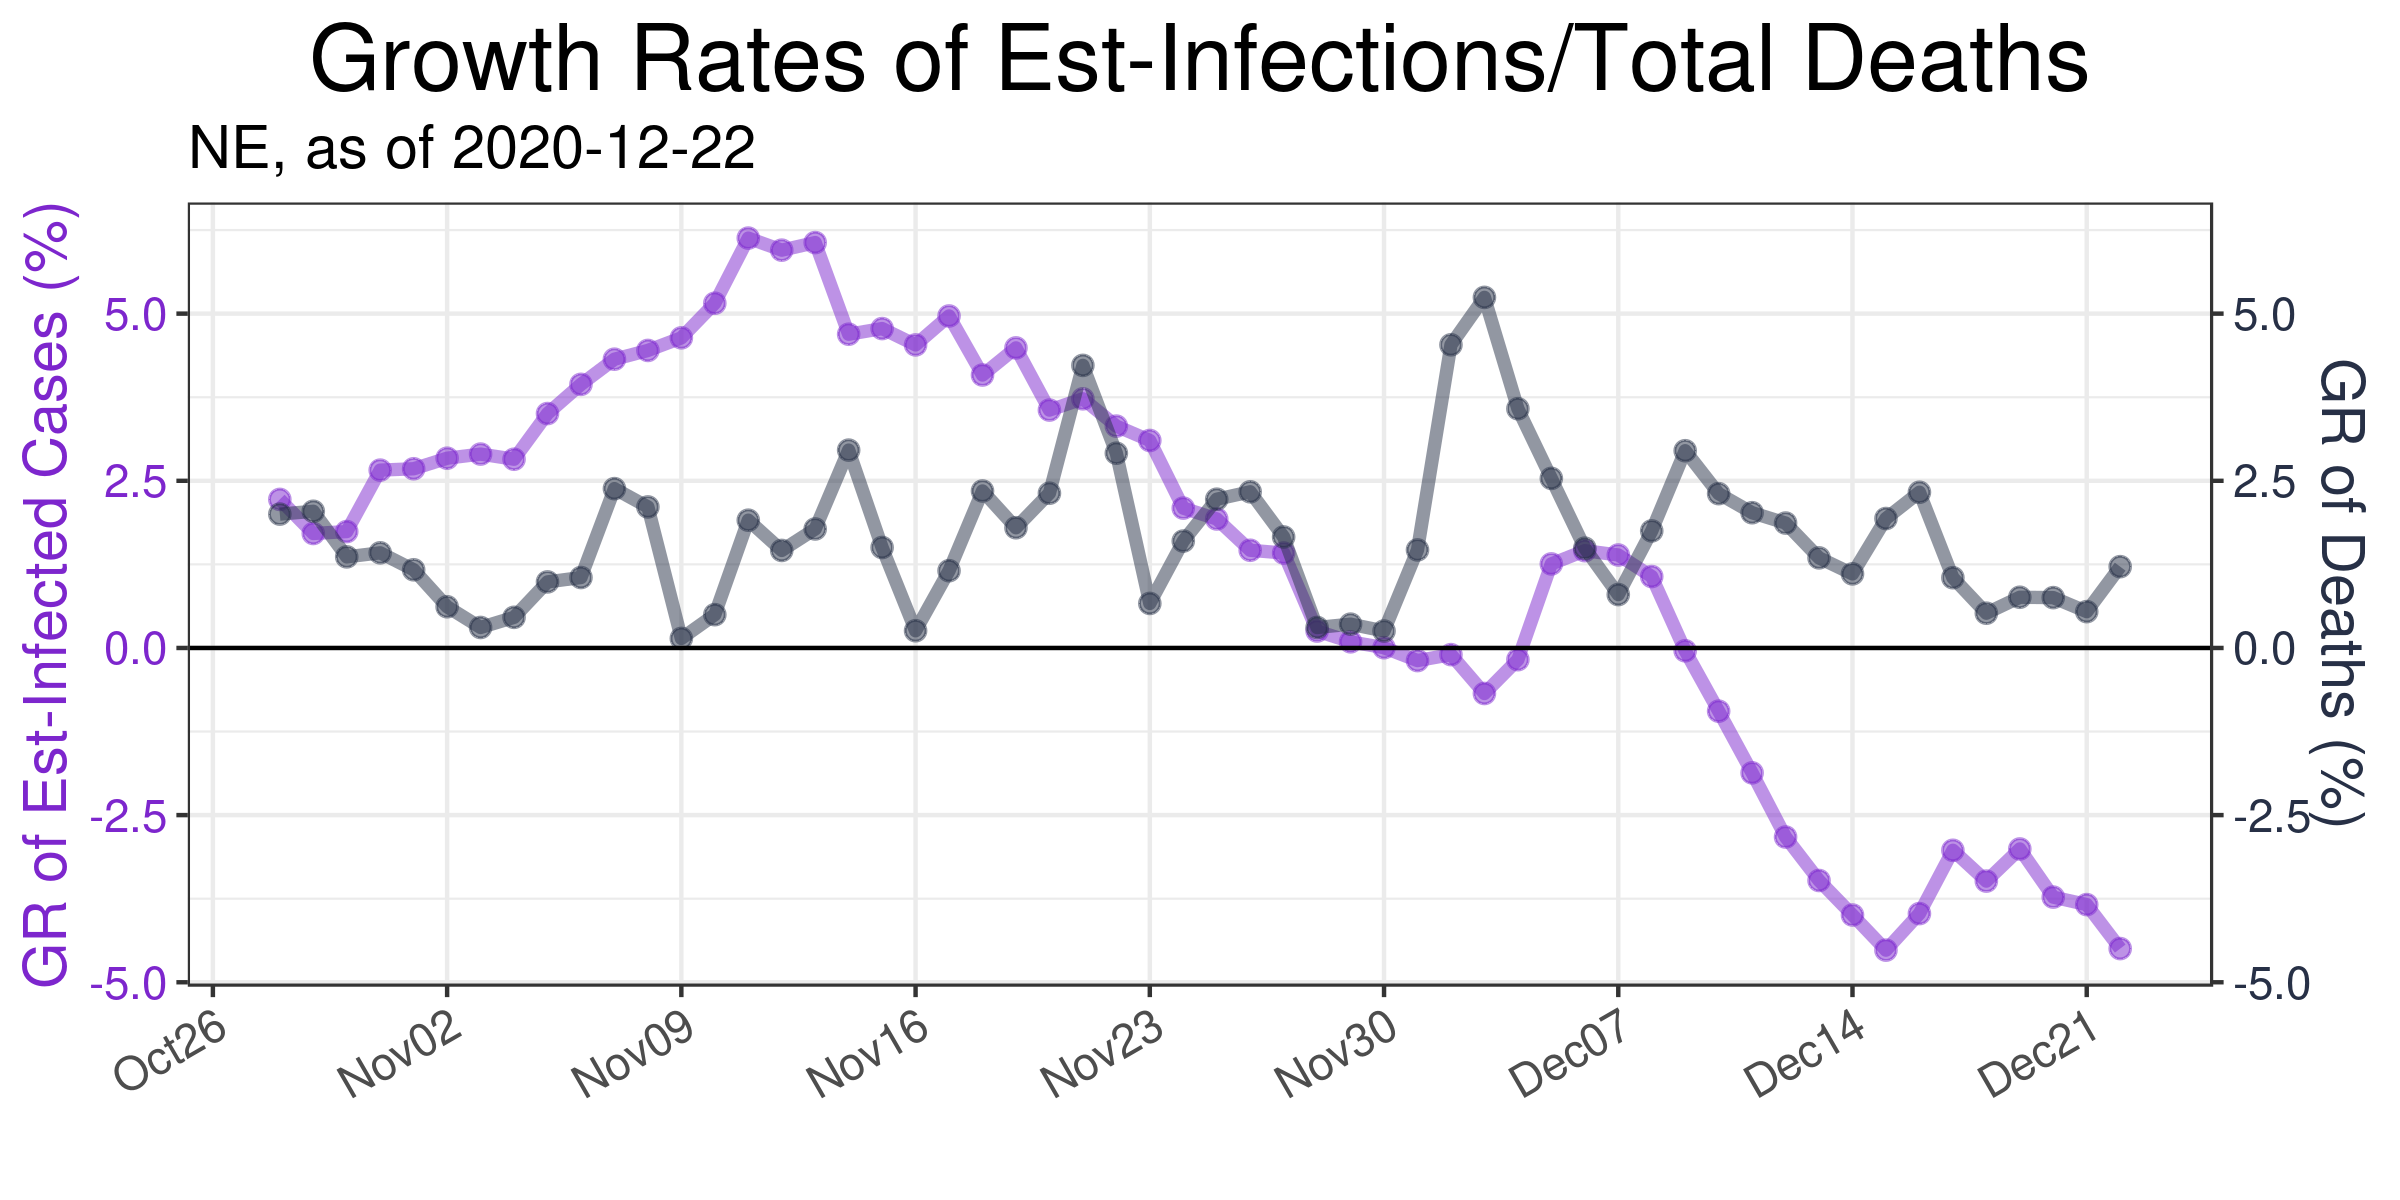 Growth Rates of Est-Infections/Total Deaths
NE, as of 2020-12-22
GR of Est-Infected Cases (%)
5.0
2.5
0.0
-2.5
-5.0
5.0
2.5
0.0
-2.5
-5.0
GR of Deaths (%)
Oct26
Nov02
Nov09
Nov16
Nov23
Nov30
Dec07
Dec14
Dec21